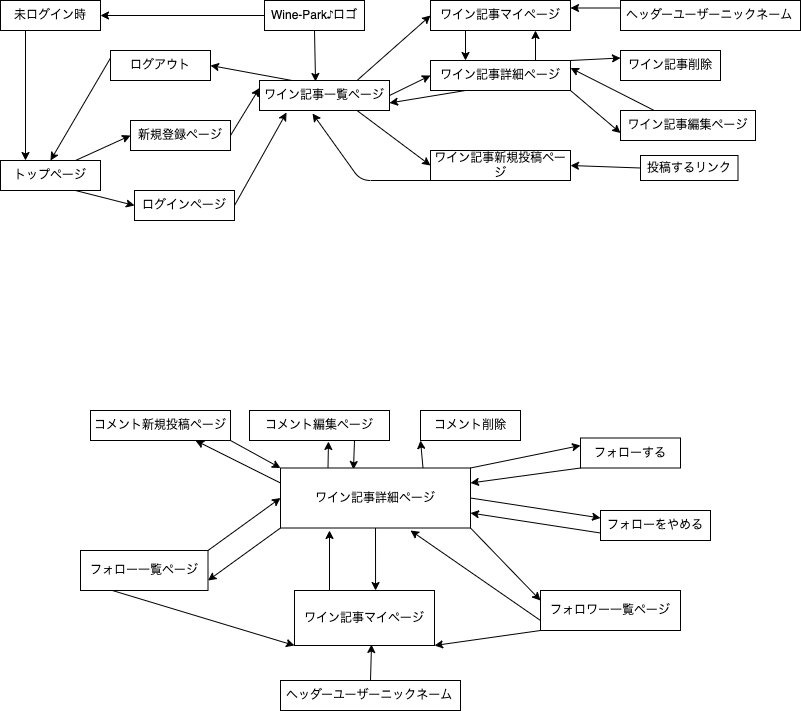 未ログイン時
Wine-Park♪ロゴ
ワイン記事マイページ
ヘッダーユーザーニックネーム
ログアウト
ワイン記事詳細ページ
ワイン記事削除
ワイン記事一覧ページ
新規登録ページ
ワイン記事編集ページ
トップページ
ワイン記事新規投稿ペー
ジ
投稿するリンク
ログインページ
コメント新規投稿ページ
コメント編集ページ
コメント削除
フォローする
ワイン記事詳細ページ
フォローをやめる
フォロー一覧ページ
ワイン記事マイページ
フォロワー一覧ページ
ヘッダーユーザーニックネーム